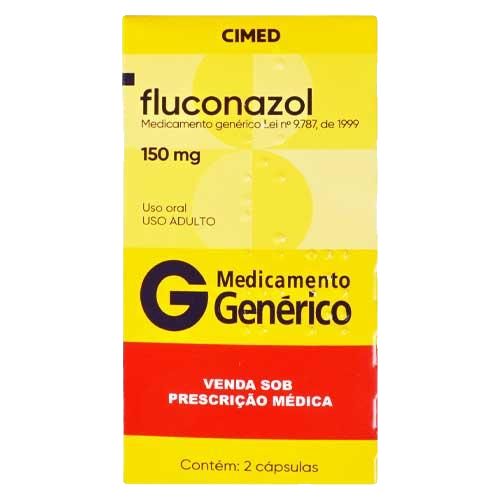 CIMED
fluconazol
Medicamento genérico Lei nº 9.787, de 1999
150 mg
Uso oral
USO ADULTO
G Medicamento
Genérico
VENDA SOB
PRESCRIÇÃO MÉDICA
Contém: 2 cápsulas